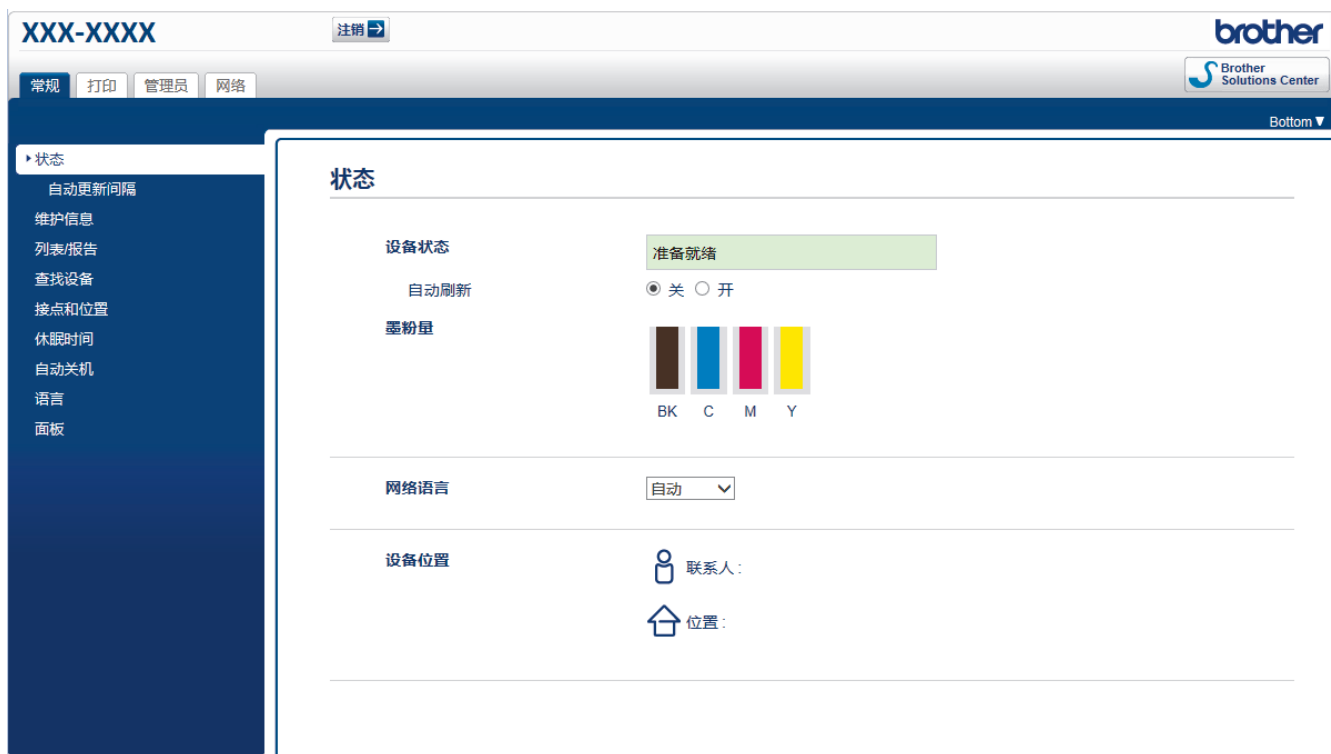 XXX-XXXX
注销
brother
Brother
Solutions Center
常规
打印
管理员
网络
Bottom▼
状态
自动更新间隔
维护信息
列表/报告
查找设备
接点和位置
休眠时间
自动关机
语言
面板
状态
设备状态
准备就绪
自动刷新
关 开
墨粉量
BK C M Y
网络语言
自动
设备位置
联系人:
位置: